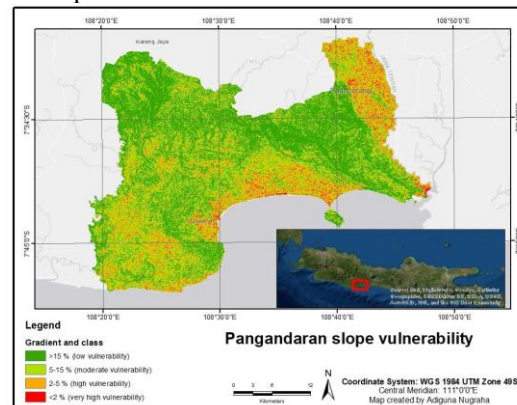 108°20'0"E
108°30'0"E
108°40'0"E
108°50'0"E
Karang Jaya
7°34'30"S
7°45'0"S
108°20'0"E
108°30'0"E
108°40'0"E
108°50'0"E
Legend
Gradient and class
>15 % (low vulnerability)
5-15 % (moderate vulnerability)
2-5 % (high vulnerability)
<2 % (very high vulnerability)
Pangandaran slope vulnerability
0 3 6 12
Kilometers
N
Coordinate System: WGS 1984 UTM Zone 49S
Central Meridian: 111°0'0"E
Map created by Adiguna Nugraha